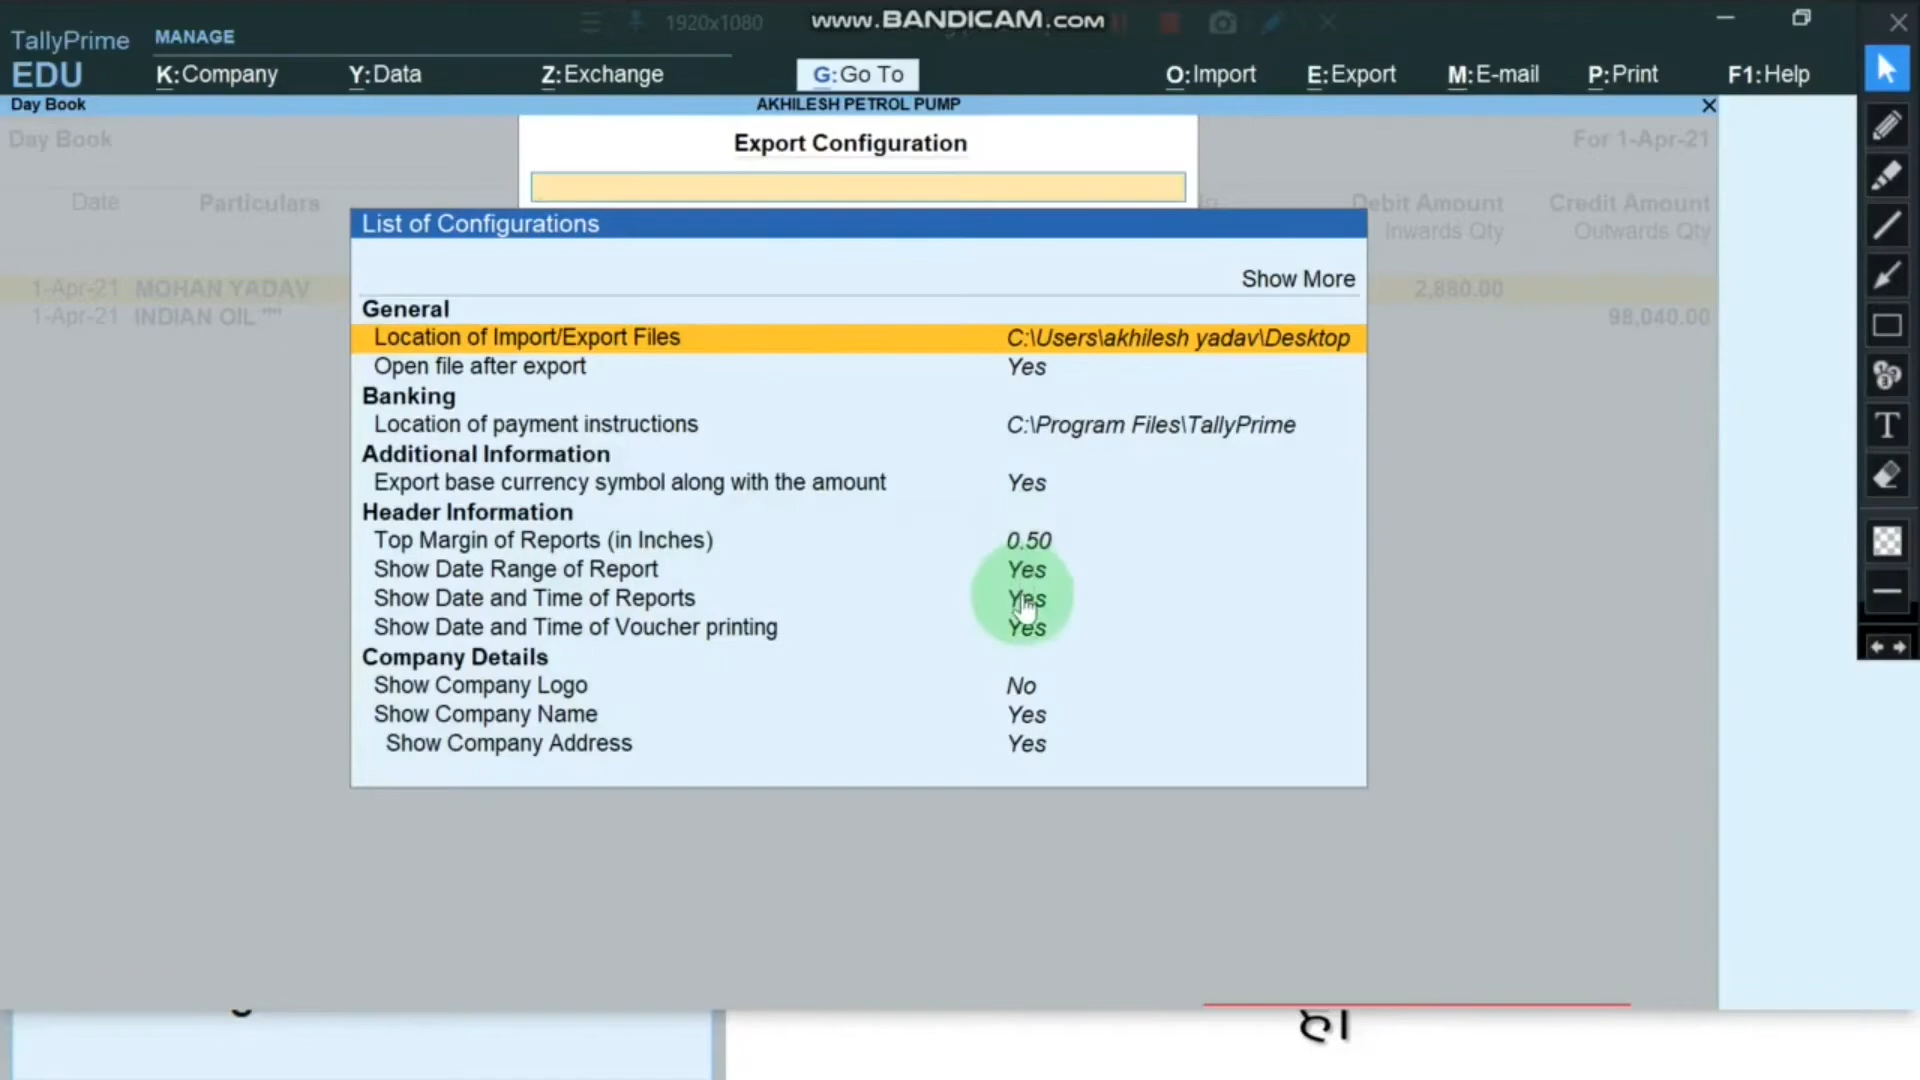 1920x1080 www.BANDICAM.COM
TallyPrime MANAGE
EDU K:Company Y:Data Z:Exchange G:Go To O:Import E:Export M:E-mail P:Print F1:Help
Day Book AKHILESH PETROL PUMP
Day Book Export Configuration For 1-Apr-21
Date Particulars Debit Amount Credit Amount
Inwards Qty Outwards Qty
List of Configurations
Show More
1-Apr-21 MOHAN YADAV 2,880.00
1-Apr-21 INDIAN OIL "" 98,040.00
General
Location of Import/Export Files C:\Users\akhilesh yadav\Desktop
Open file after export Yes
Banking
Location of payment instructions C:\Program Files\TallyPrime
Additional Information
Export base currency symbol along with the amount Yes
Header Information
Top Margin of Reports (in Inches) 0.50
Show Date Range of Report Yes
Show Date and Time of Reports Yes
Show Date and Time of Voucher printing Yes
Company Details
Show Company Logo No
Show Company Name Yes
Show Company Address Yes